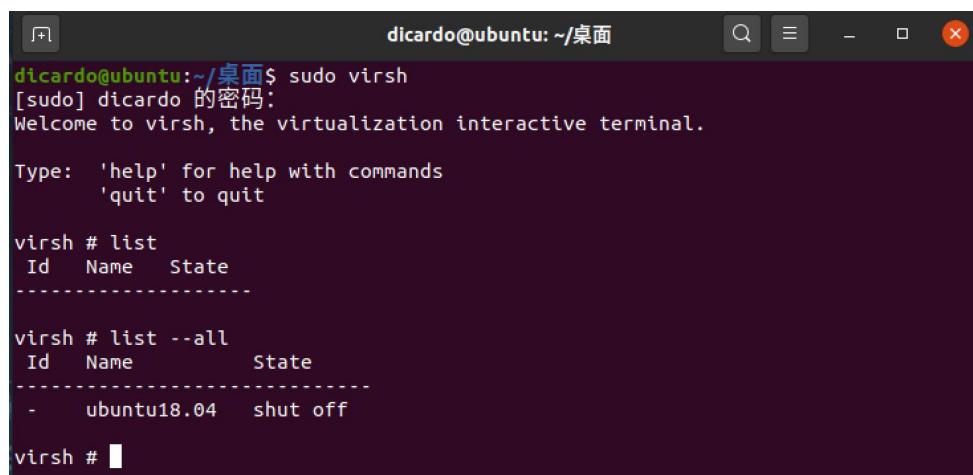 dicardo@ubuntu: ~/桌面
dicardo@ubuntu:~/桌面$ sudo virsh
[sudo] dicardo 的密码：
Welcome to virsh, the virtualization interactive terminal.
Type:  'help' for help with commands
       'quit' to quit
virsh # list
 Id   Name   State
--------------------
virsh # list --all
 Id   Name          State
------------------------------
 -    ubuntu18.04   shut off
virsh #